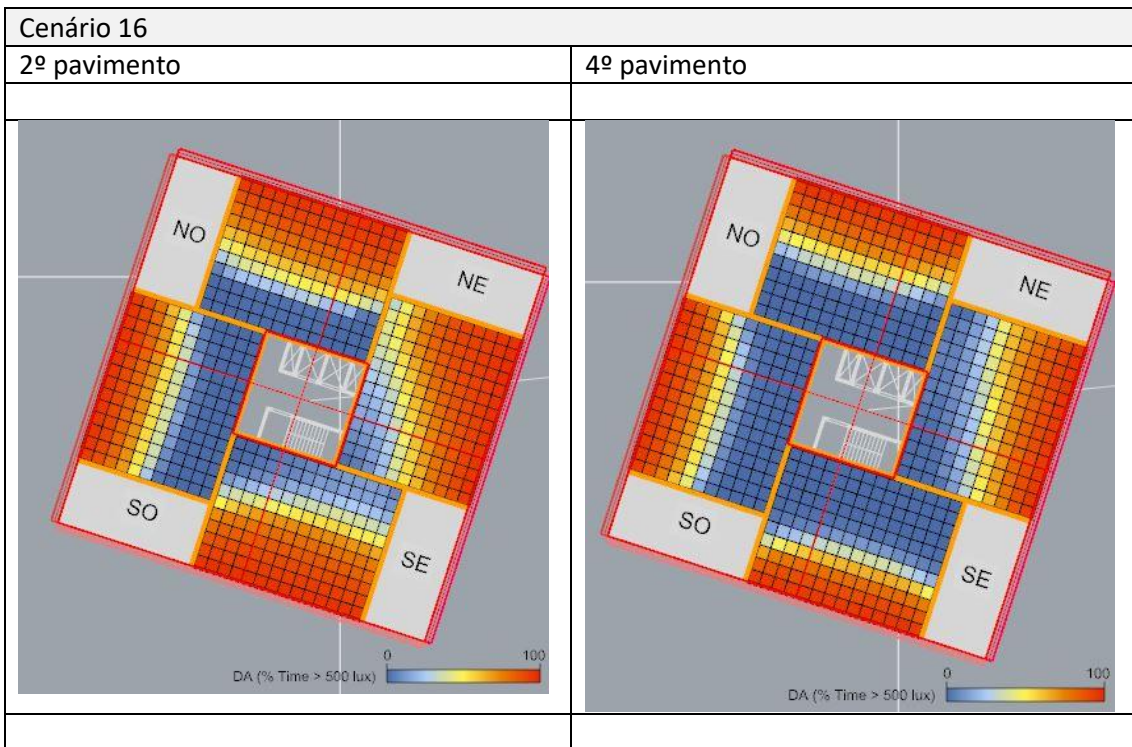 Cenário 16
2º pavimento
4º pavimento
NO
NE
SO
SE
0
100
DA (% Time > 500 lux)
NO
NE
SO
SE
0
100
DA (% Time > 500 lux)